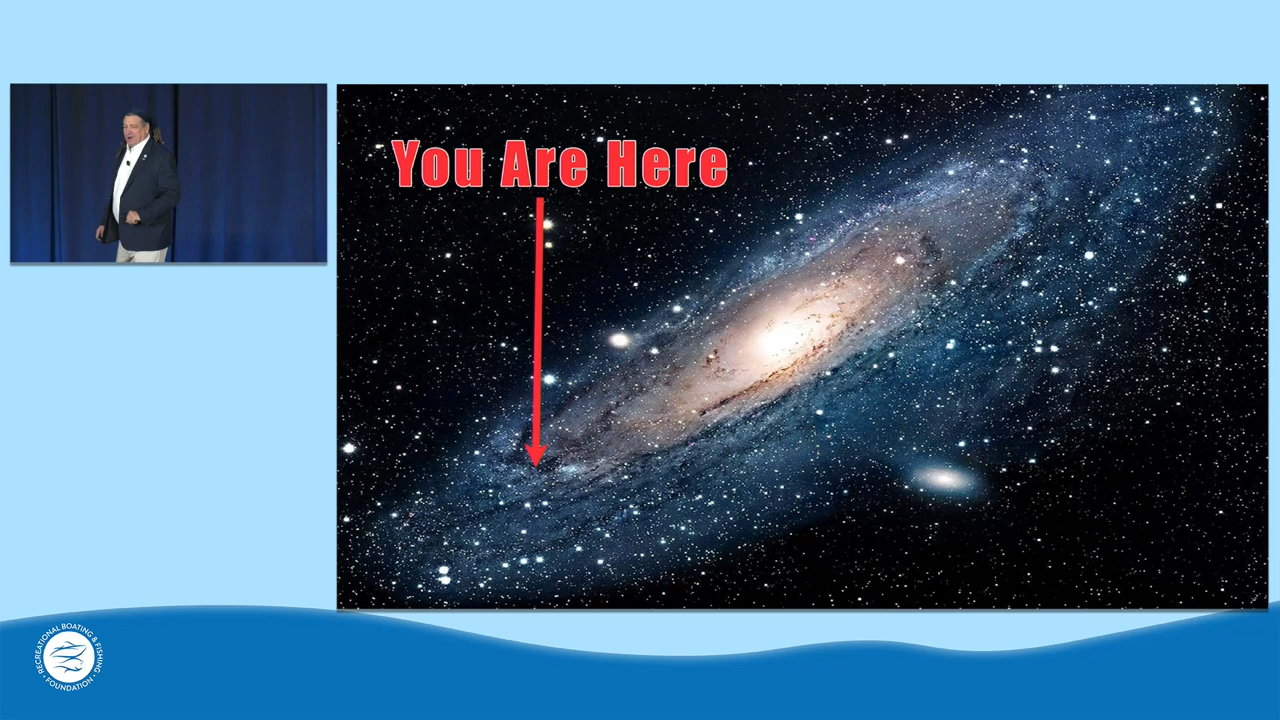 You Are Here
RECREATIONAL BOATING & FISHING
• FOUNDATION •